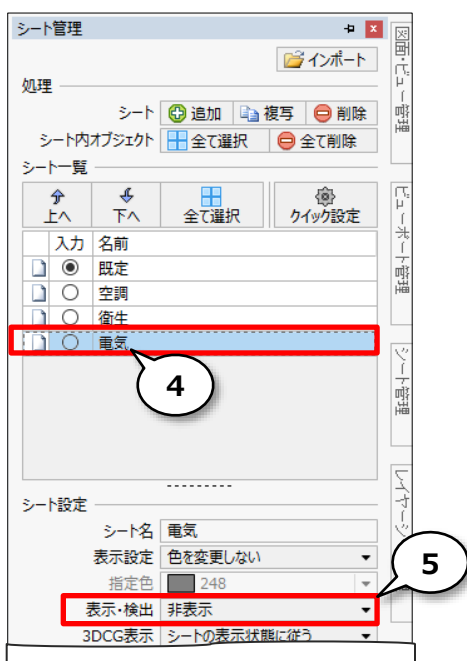 シート管理
インポート
処理
シート 追加 複写 削除
シート内オブジェクト 全て選択 全て削除
シート一覧
上へ 下へ 全て選択 クイック設定
入力 名前
既定
空調
衛生
電気
4
シート設定
シート名 電気
表示設定 色を変更しない
指定色 248
5
表示・検出 非表示
3DCG表示 シートの表示状態に従う
図面・ビュー管理
ビューポート管理
シート管理
レイヤーシ